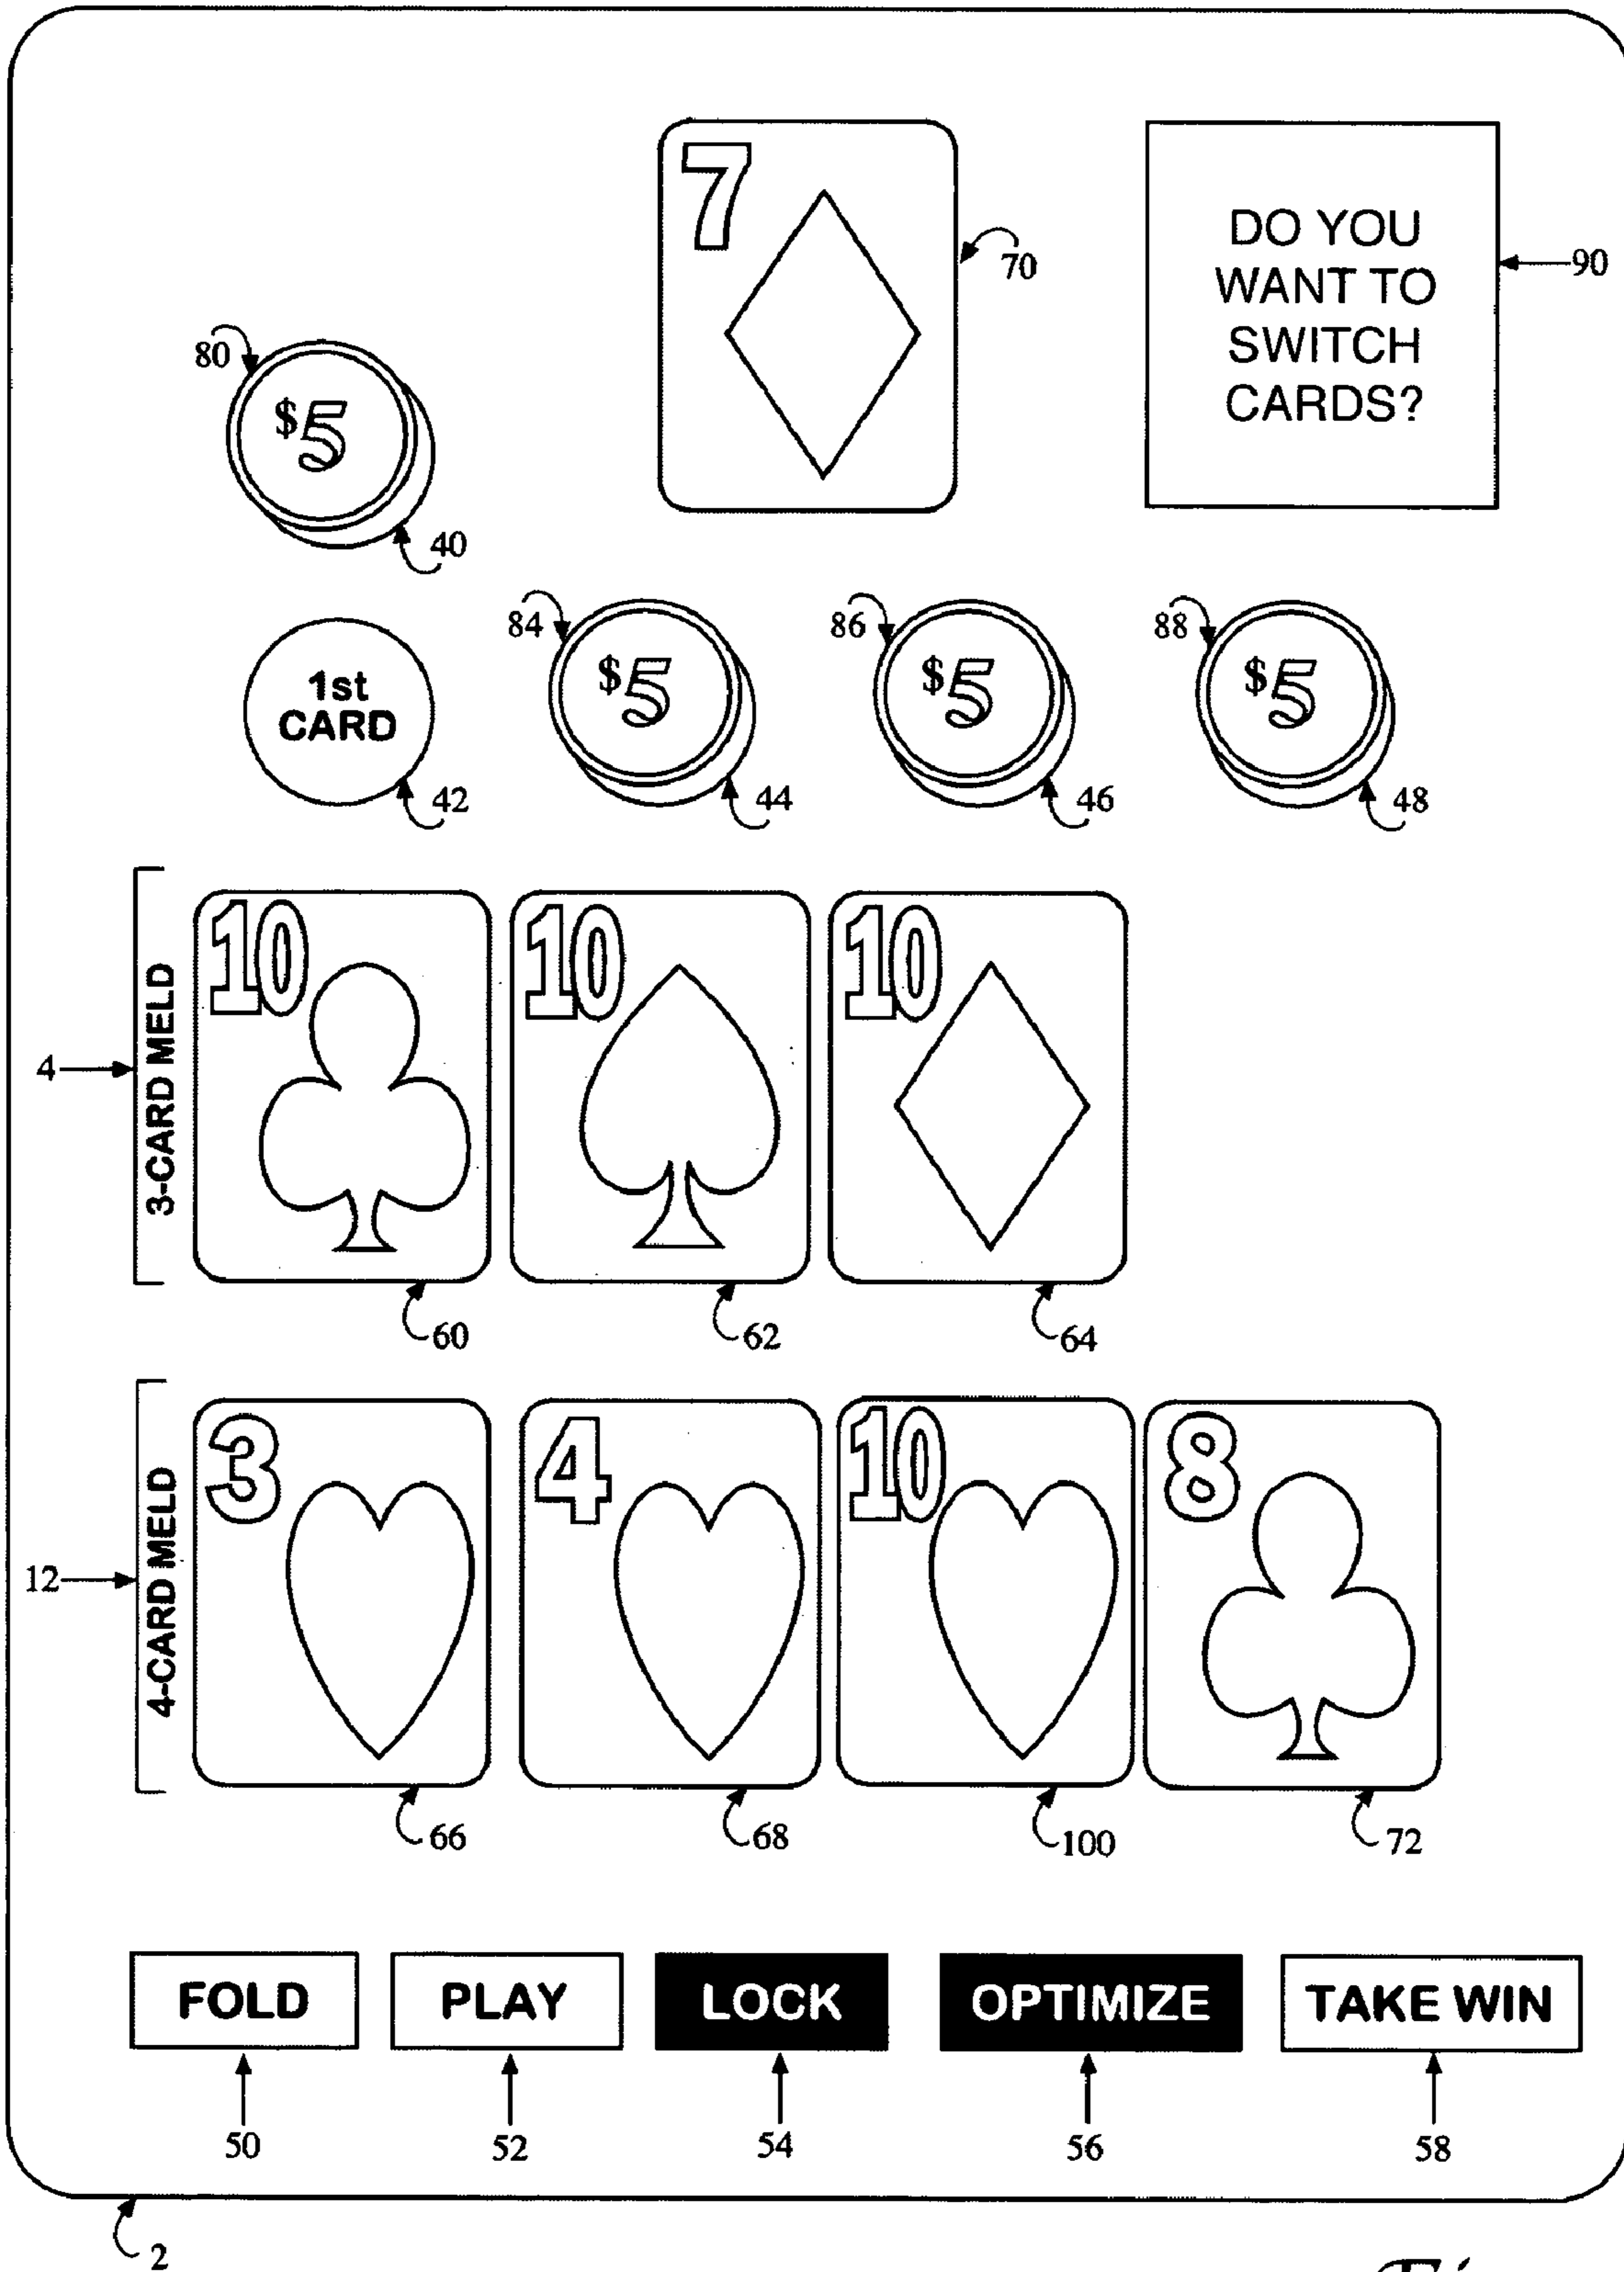 7
70
DO YOU
WANT TO
SWITCH
CARDS?
90
80
$5
40
1st
CARD
42
84
$5
44
86
$5
46
88
$5
48
4
3-CARD MELD
10
10
10
60
62
64
12
4-CARD MELD
3
4
10
8
66
68
100
72
FOLD
PLAY
LOCK
OPTIMIZE
TAKE WIN
50
52
54
56
58
2